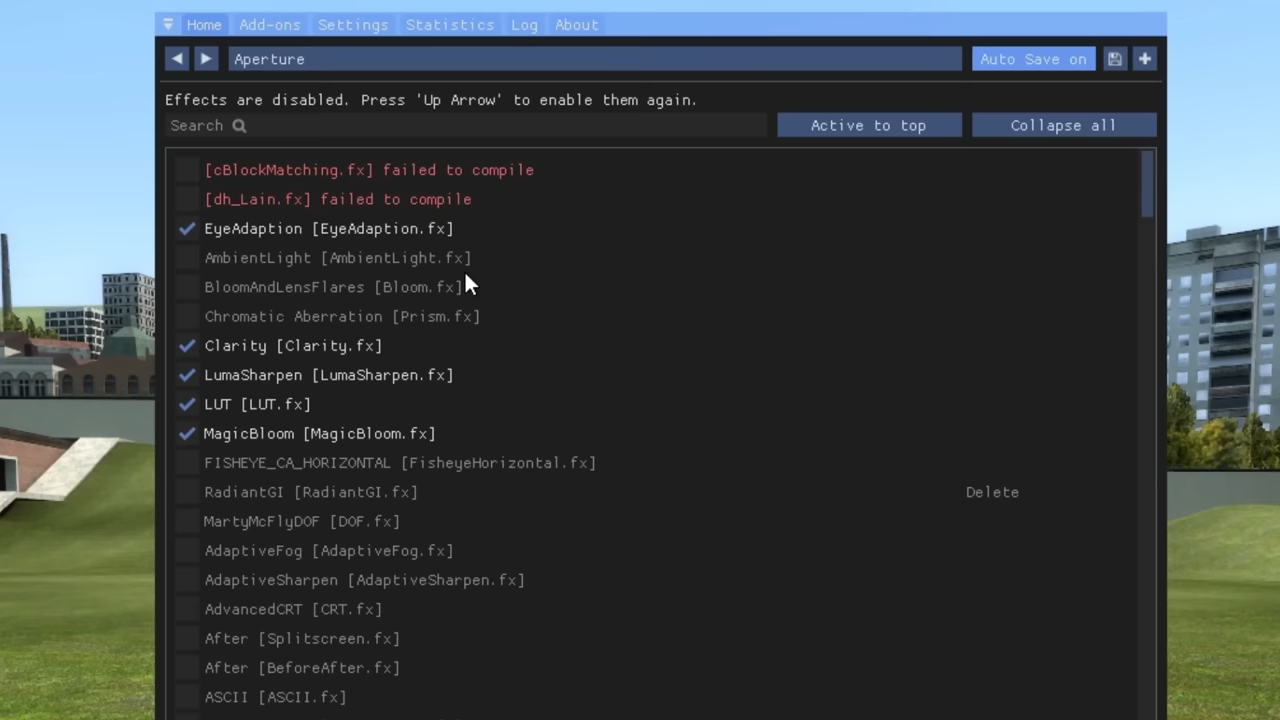 Home Add-ons Settings Statistics Log About
Aperture Auto Save on
Effects are disabled. Press 'Up Arrow' to enable them again.
Search Active to top Collapse all
[cBlockMatching.fx] failed to compile
[dh_Lain.fx] failed to compile
EyeAdaption [EyeAdaption.fx]
AmbientLight [AmbientLight.fx]
BloomAndLensFlares [Bloom.fx]
Chromatic Aberration [Prism.fx]
Clarity [Clarity.fx]
LumaSharpen [LumaSharpen.fx]
LUT [LUT.fx]
MagicBloom [MagicBloom.fx]
FISHEYE_CA_HORIZONTAL [FisheyeHorizontal.fx]
RadiantGI [RadiantGI.fx] Delete
MartyMcFlyDOF [DOF.fx]
AdaptiveFog [AdaptiveFog.fx]
AdaptiveSharpen [AdaptiveSharpen.fx]
AdvancedCRT [CRT.fx]
After [Splitscreen.fx]
After [BeforeAfter.fx]
ASCII [ASCII.fx]